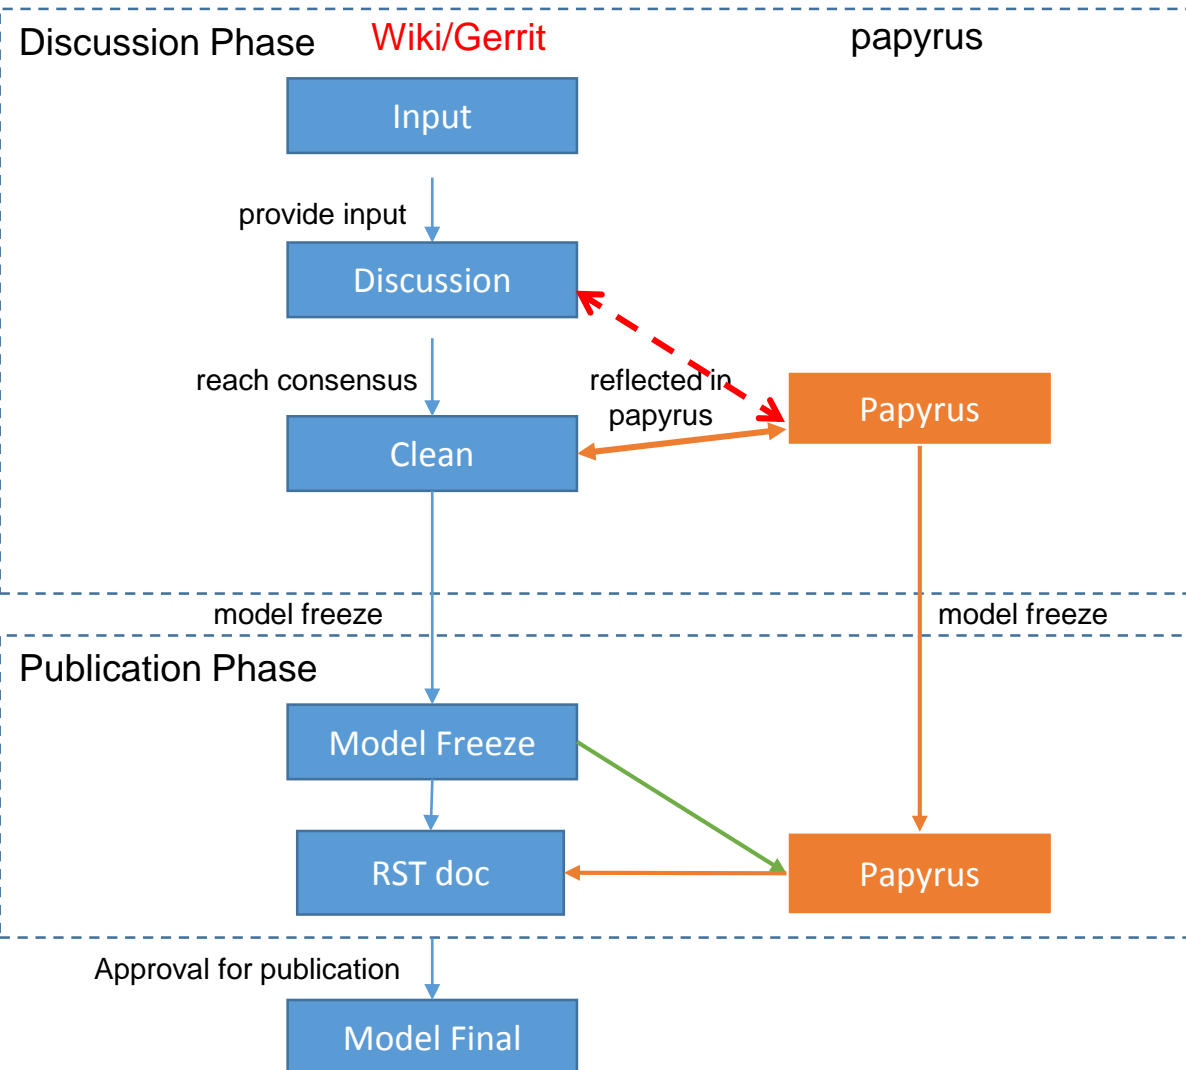 Discussion Phase
Wiki/Gerrit
papyrus
Input
provide input
Discussion
reach consensus
reflected in
papyrus
Papyrus
Clean
model freeze
model freeze
Publication Phase
Model Freeze
RST doc
Papyrus
Approval for publication
Model Final